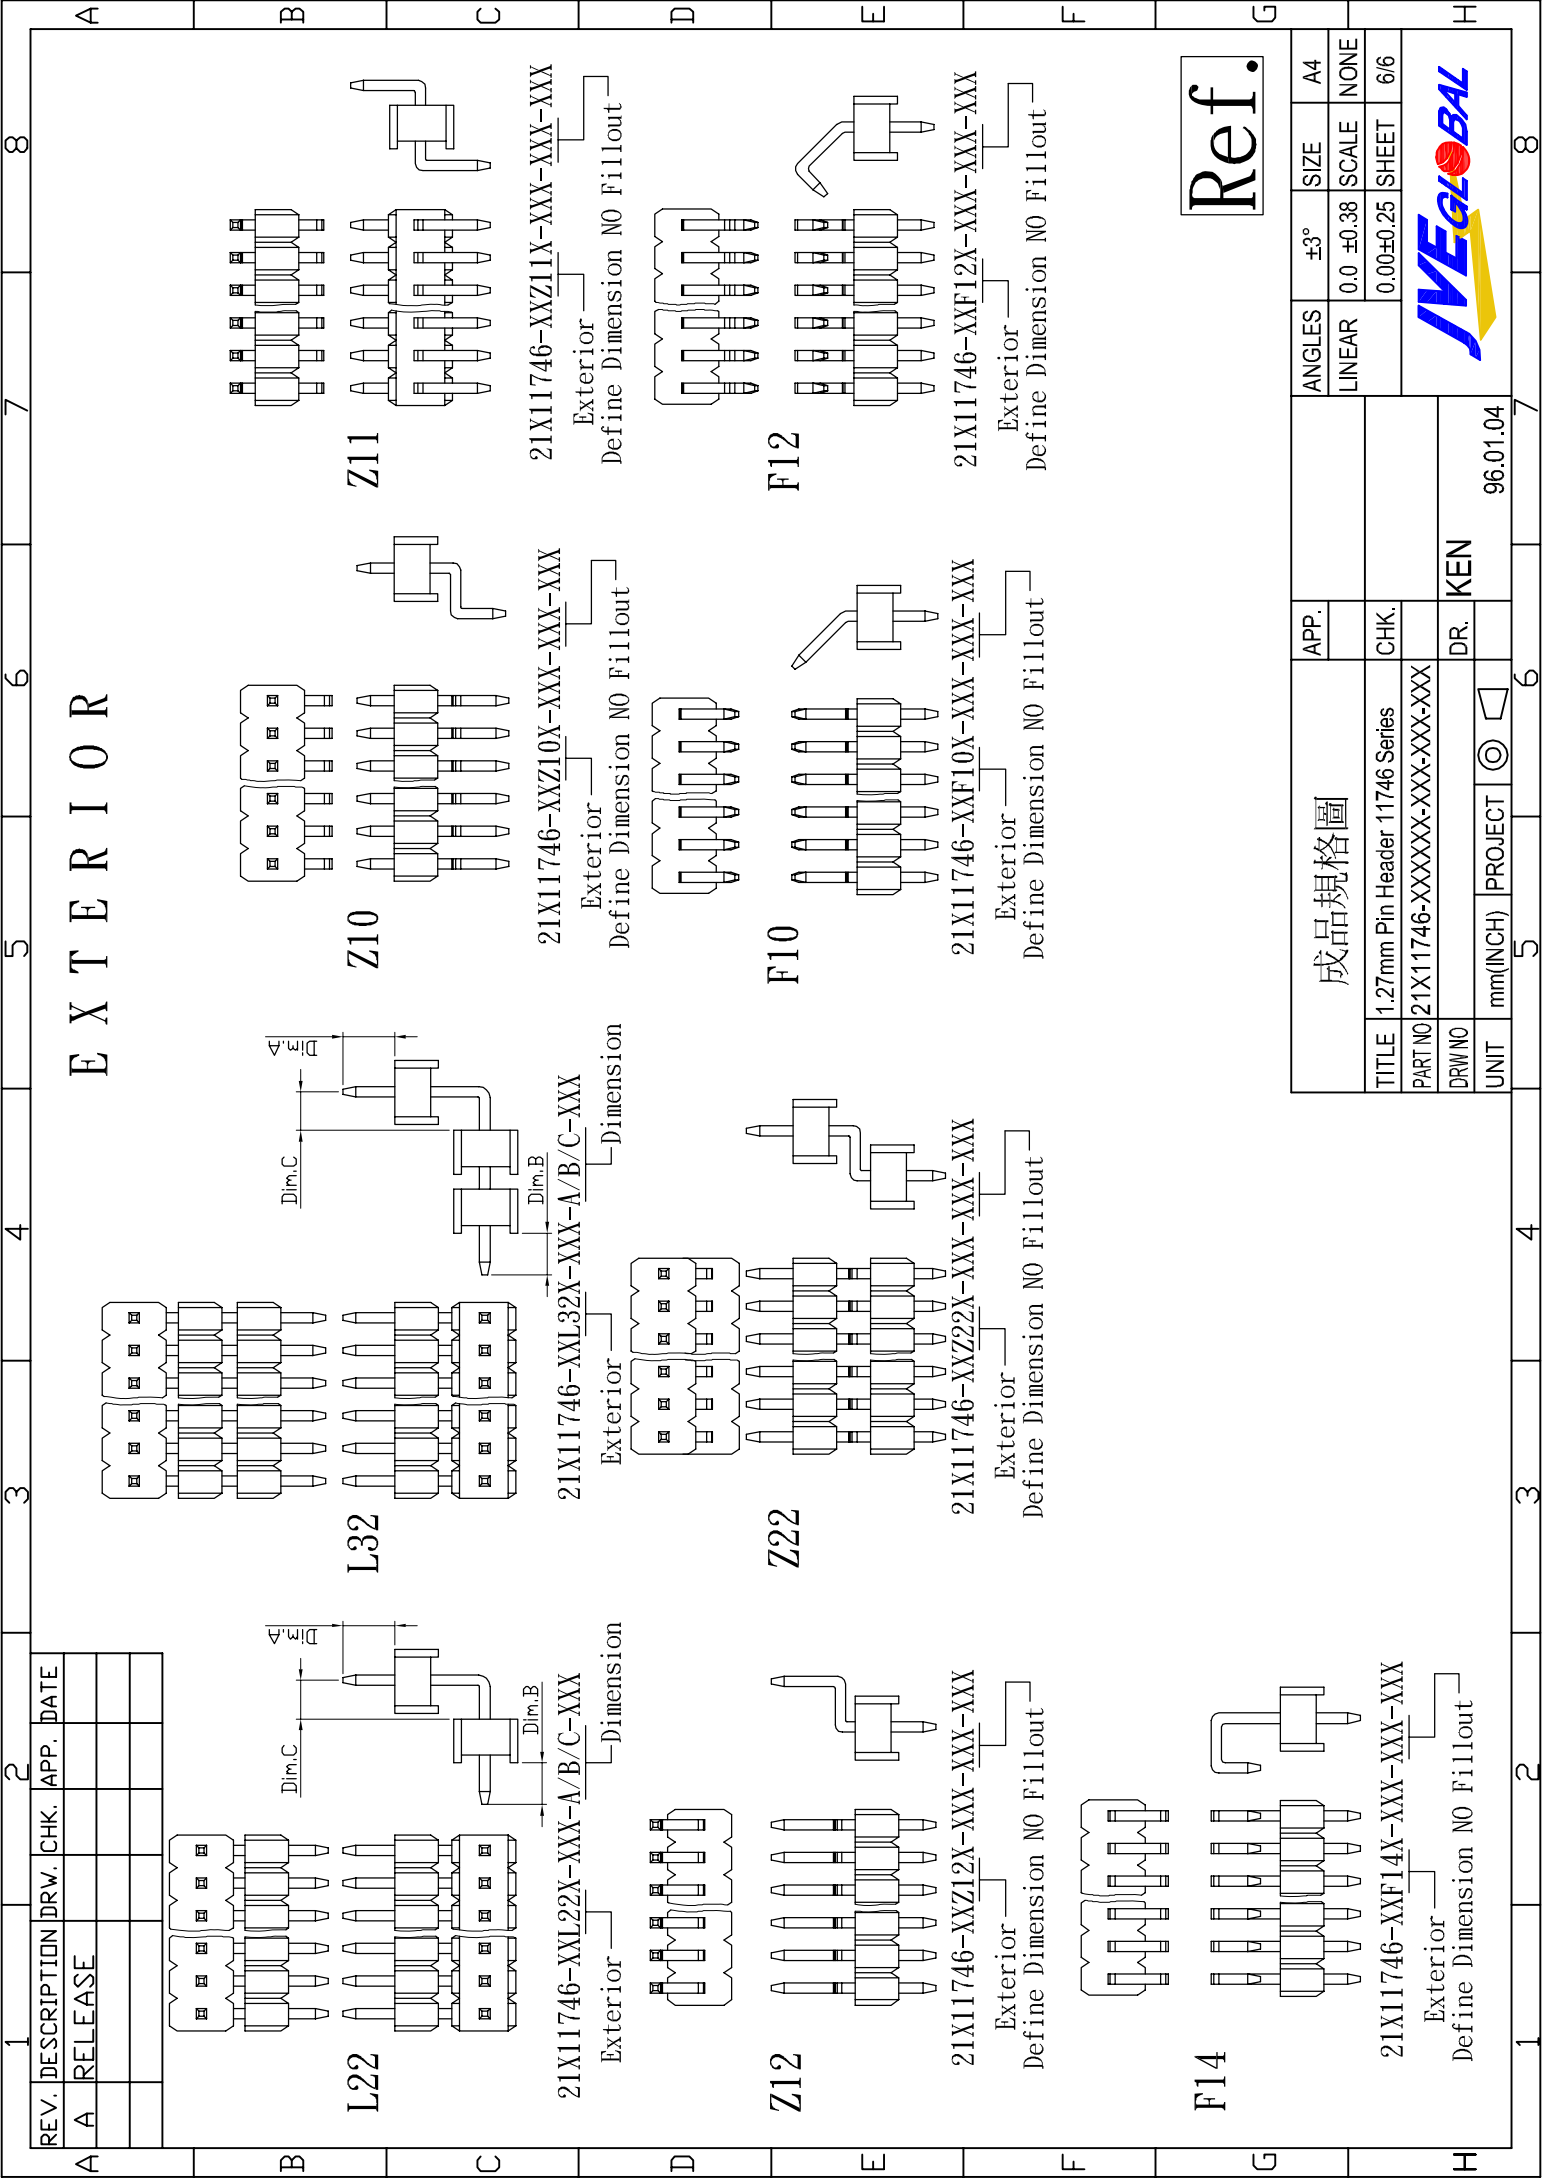 1 2 3 4 5 6 7 8
A B C D E F G H
REV. DESCRIPTION DRW. CHK. APP. DATE
A RELEASE
E X T E R I O R
L22
Dim.A
Dim.C
Dim.B
21X11746-XXL22X-XXX-A/B/C-XXX
Exterior
Dimension
L32
Dim.A
Dim.C
Dim.B
21X11746-XXL32X-XXX-A/B/C-XXX
Exterior
Dimension
Z10
21X11746-XXZ10X-XXX-XXX-XXX
Exterior
Define Dimension NO Fillout
Z11
21X11746-XXZ11X-XXX-XXX-XXX
Exterior
Define Dimension NO Fillout
Z12
21X11746-XXZ12X-XXX-XXX-XXX
Exterior
Define Dimension NO Fillout
Z22
21X11746-XXZ22X-XXX-XXX-XXX
Exterior
Define Dimension NO Fillout
F10
21X11746-XXF10X-XXX-XXX-XXX
Exterior
Define Dimension NO Fillout
F12
21X11746-XXF12X-XXX-XXX-XXX
Exterior
Define Dimension NO Fillout
F14
21X11746-XXF14X-XXX-XXX-XXX
Exterior
Define Dimension NO Fillout
Ref.
成品規格圖
TITLE 1.27mm Pin Header 11746 Series
PART NO 21X11746-XXXXXX-XXX-XXX-XXX
DRW NO
UNIT mm(INCH) PROJECT
APP.
CHK.
DR. KEN
96.01.04
ANGLES ±3° SIZE A4
LINEAR 0.0 ±0.38 SCALE NONE
0.00±0.25 SHEET 6/6
JVE GLOBAL
A B C D E F G H
1 2 3 4 5 6 7 8